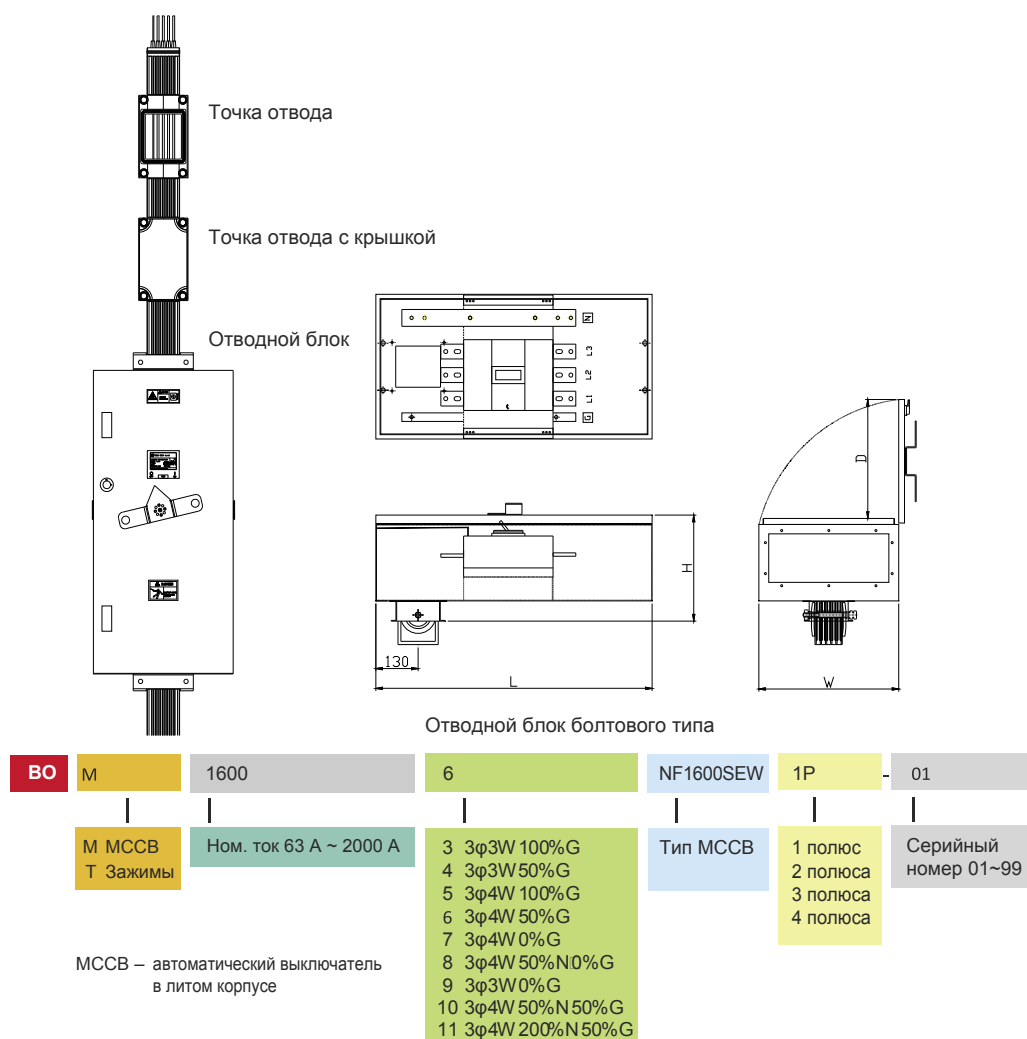 Точка отвода
Точка отвода с крышкой
Отводной блок
N
L3
L2
L1
G
D
H
130
L
W
Отводной блок болтового типа
BO M 1600 6 NF1600SEW 1P - 01
М МССВ
Т Зажимы
Ном. ток 63 А ~ 2000 А
3 3φ3W 100%G
4 3φ3W 50%G
5 3φ4W 100%G
6 3φ4W 50%G
7 3φ4W 0%G
8 3φ4W 50%N 0%G
9 3φ3W 0%G
10 3φ4W 50%N 50%G
11 3φ4W 200%N 50%G
Тип МССВ
1 полюс
2 полюса
3 полюса
4 полюса
Серийный
номер 01~99
МССВ – автоматический выключатель
в литом корпусе